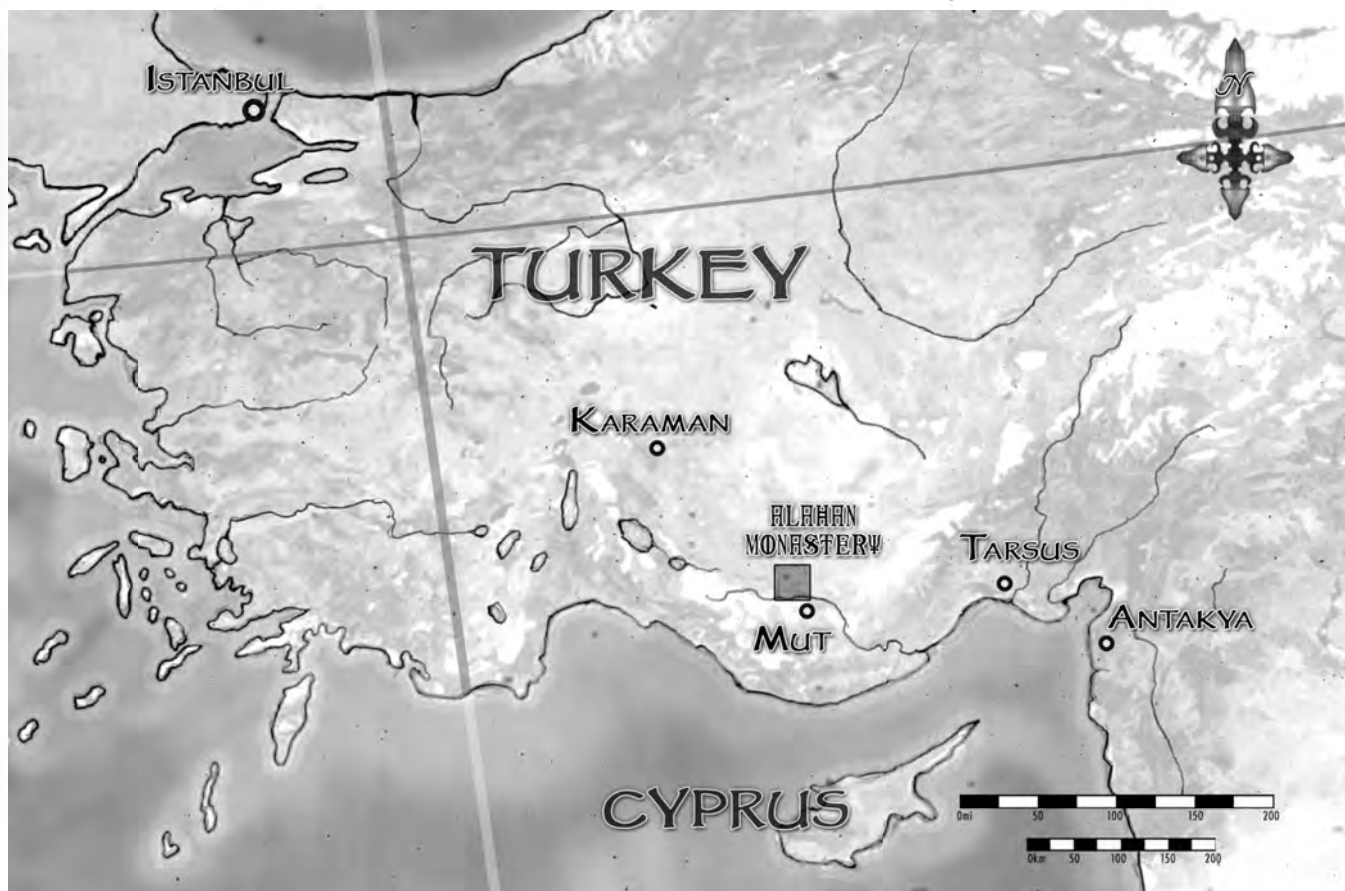 N
ISTANBUL
TURKEY
KARAMAN
ALAHAN
MONASTERY
TARSUS
MUT
ANTAKYA
CYPRUS
0mi 50 100 150 200
0km 50 100 150 200